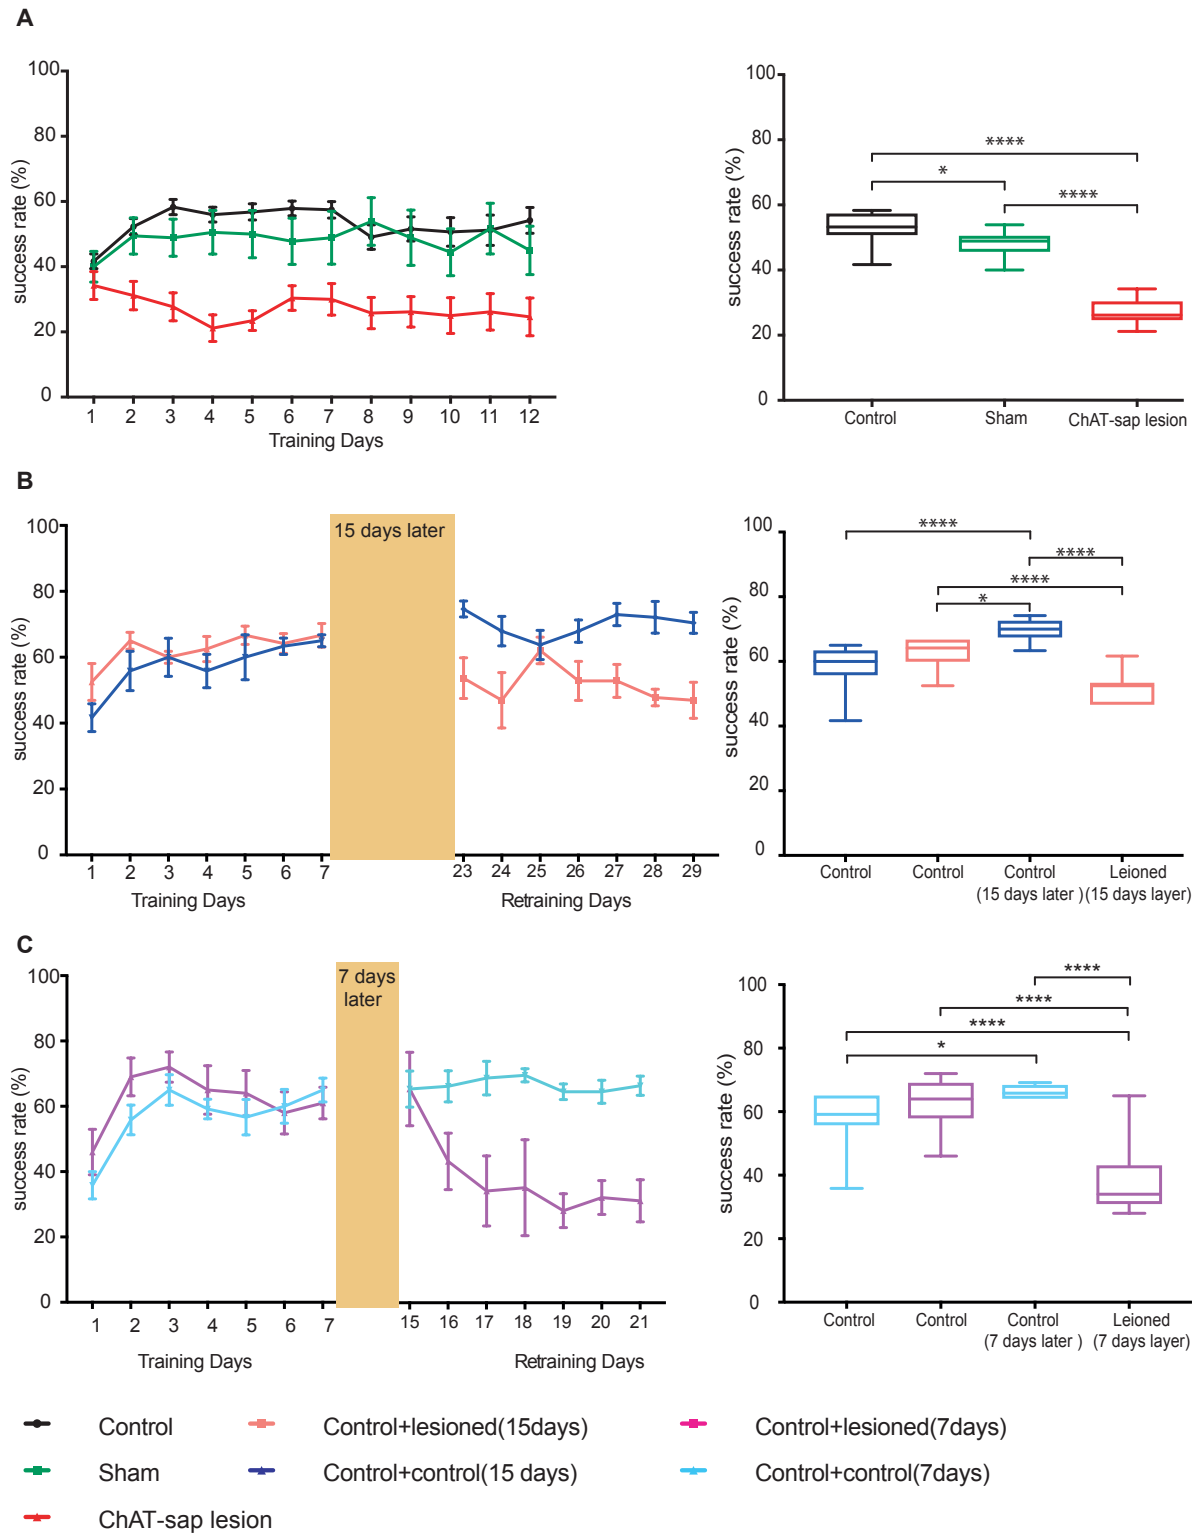 A
100
80
60
40
20
0
success rate (%)
1 2 3 4 5 6 7 8 9 10 11 12
Training Days
100
80
60
40
20
0
success rate (%)
****
*
****
Control Sham ChAT-sap lesion
B
100
80
60
40
20
0
success rate (%)
15 days later
1 2 3 4 5 6 7 23 24 25 26 27 28 29
Training Days Retraining Days
100
80
60
40
20
0
success rate (%)
****
****
****
*
Control Control Control Leioned
(15 days later ) (15 days layer)
C
100
80
60
40
20
0
success rate (%)
7 days
later
1 2 3 4 5 6 7 15 16 17 18 19 20 21
Training Days Retraining Days
100
80
60
40
20
0
success rate (%)
****
****
****
*
Control Control Control Leioned
(7 days later ) (7 days layer)
Control Control+lesioned(15days) Control+lesioned(7days)
Sham Control+control(15 days) Control+control(7days)
ChAT-sap lesion